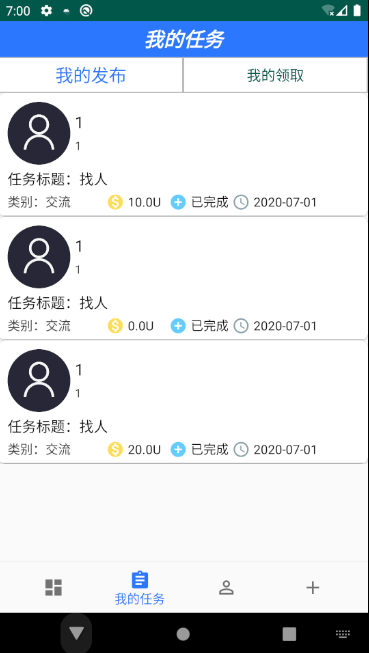 7:00
我的任务
我的发布 我的领取
1
1
任务标题：找人
类别：交流 10.0U 已完成 2020-07-01
1
1
任务标题：找人
类别：交流 0.0U 已完成 2020-07-01
1
1
任务标题：找人
类别：交流 20.0U 已完成 2020-07-01
我的任务